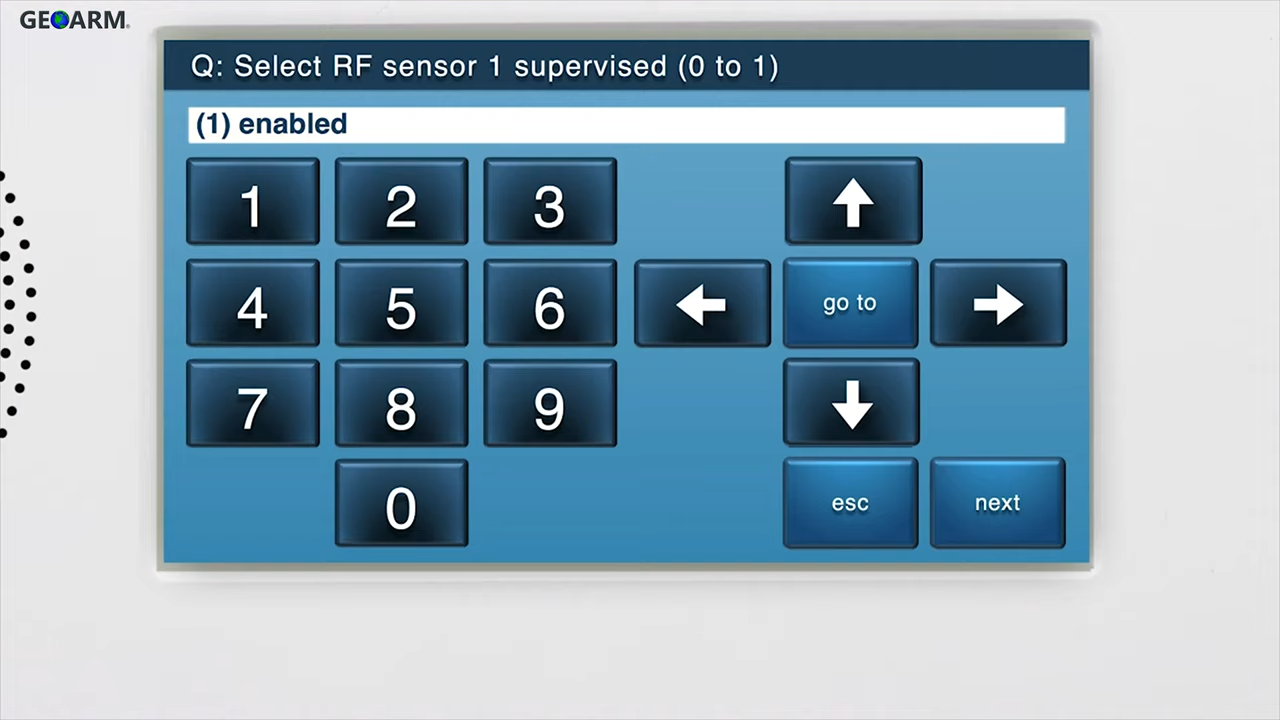 GEOARM
Q: Select RF sensor 1 supervised (0 to 1)
(1) enabled
1 2 3
4 5 6 go to
7 8 9
0 esc next